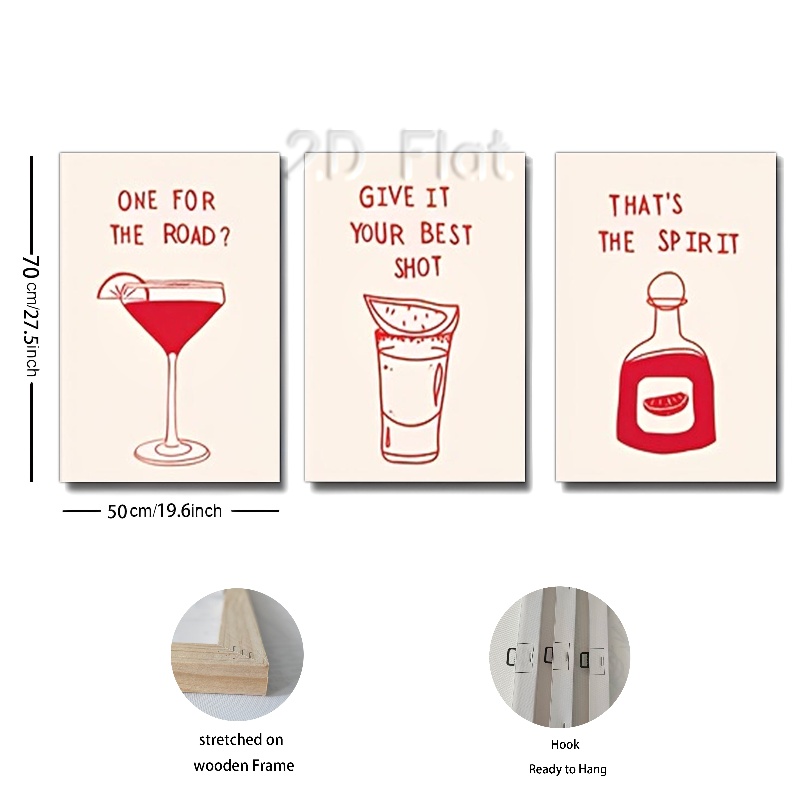 2D Flat
ONE FOR
THE ROAD?
GIVE IT
YOUR BEST
SHOT
THAT'S
THE SPIRIT
70 cm/27.5inch
50cm/19.6inch
stretched on
wooden Frame
Hook
Ready to Hang